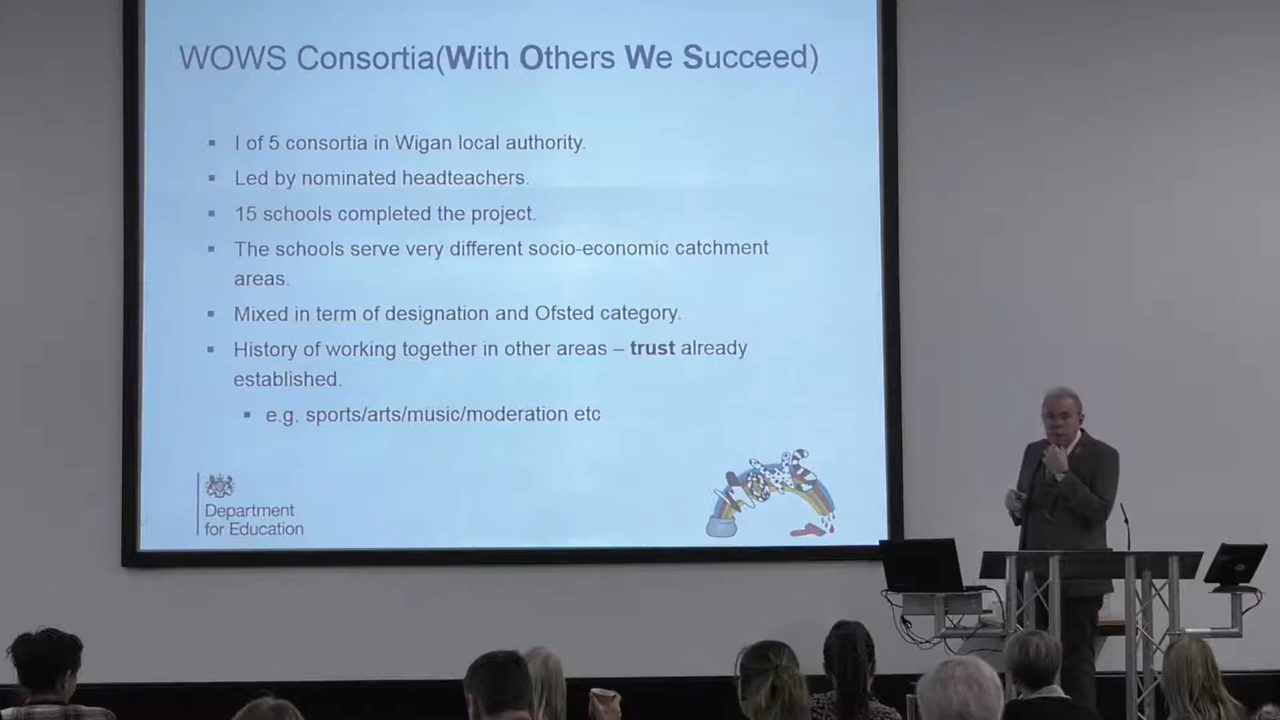 WOWS Consortia(With Others We Succeed)
I of 5 consortia in Wigan local authority.
Led by nominated headteachers.
15 schools completed the project.
The schools serve very different socio-economic catchment
areas.
Mixed in term of designation and Ofsted category.
History of working together in other areas – trust already
established.
e.g. sports/arts/music/moderation etc
Department
for Education